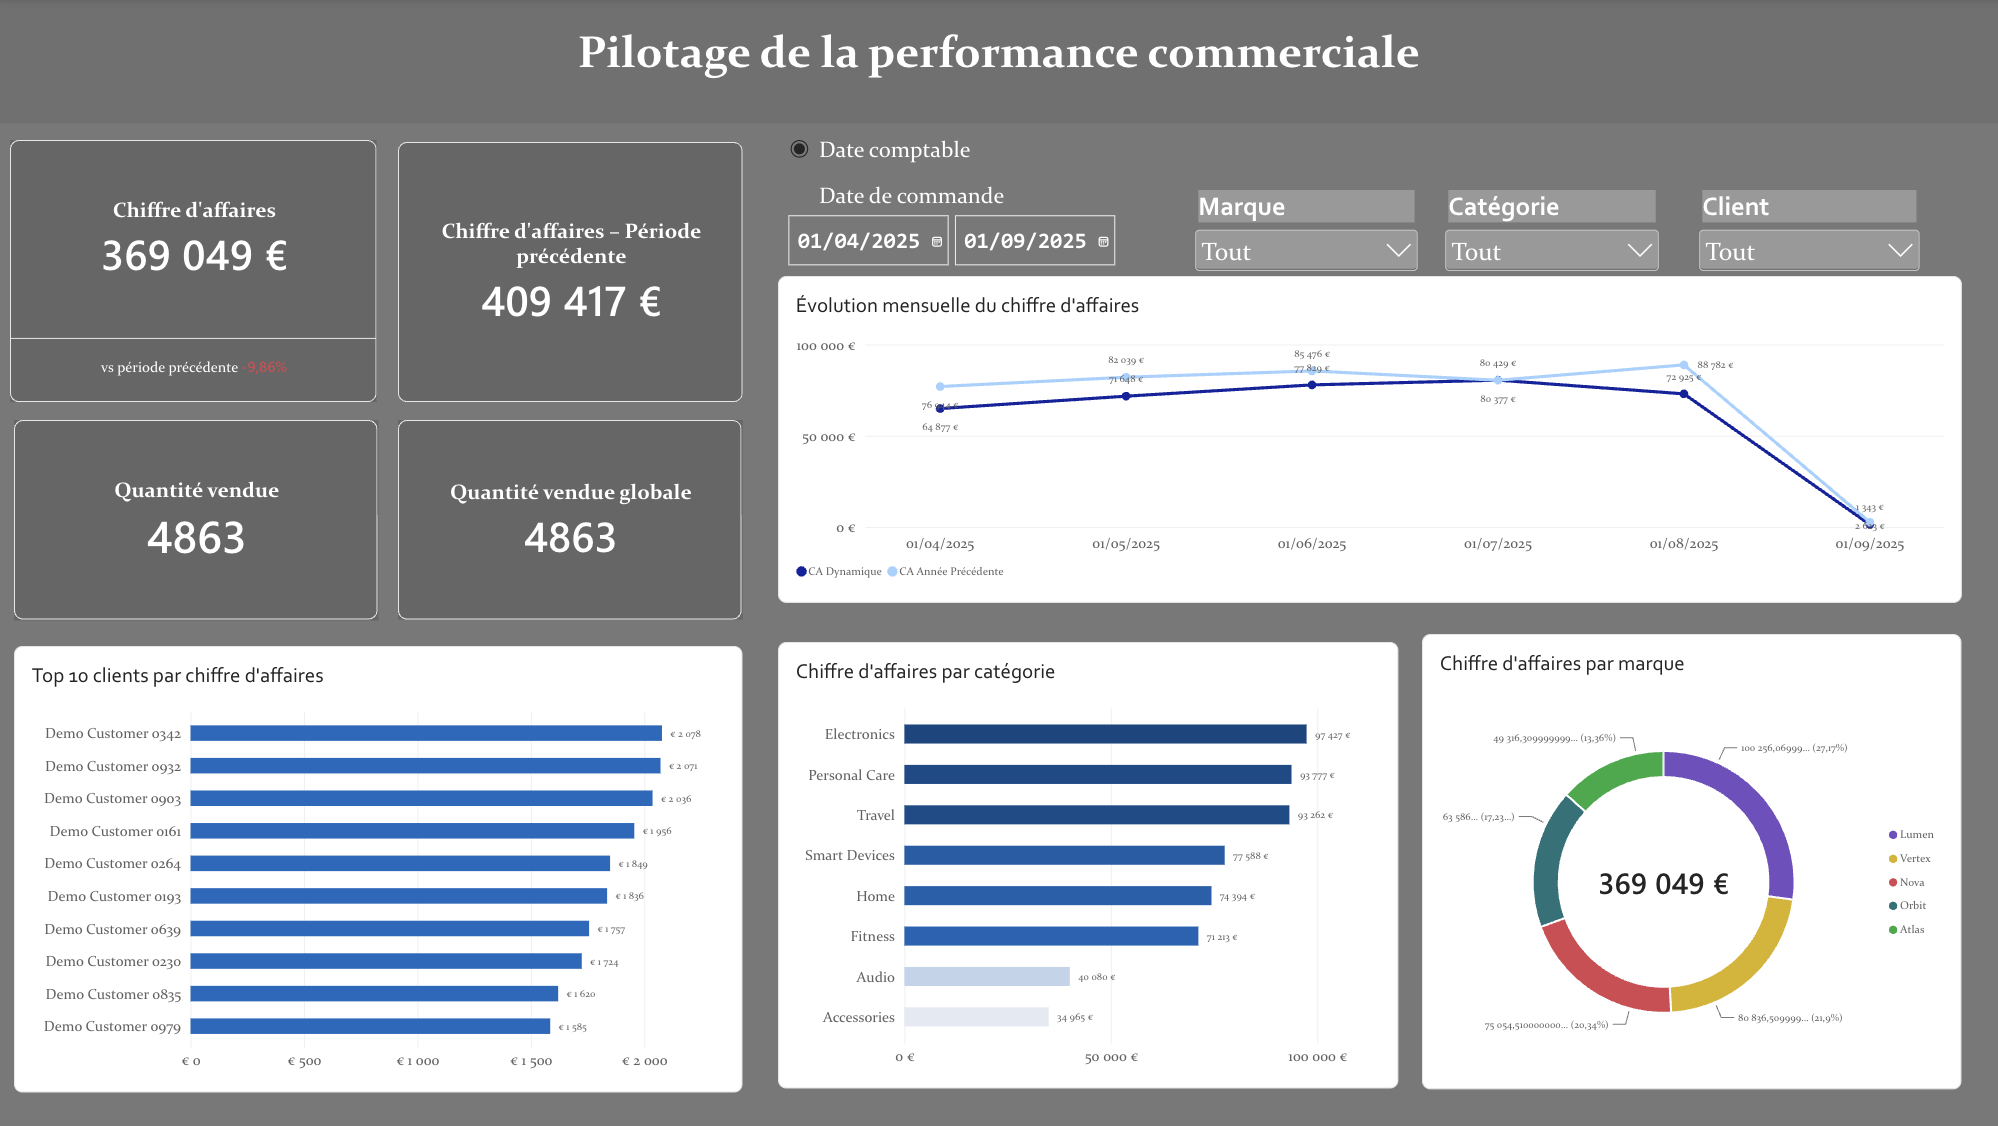 Pilotage de la performance commerciale
Chiffre d'affaires
369 049 €
vs période précédente -9,86%
Chiffre d'affaires – Période
précédente
409 417 €
Quantité vendue
4863
Quantité vendue globale
4863
Date comptable
Date de commande
01/04/2025
01/09/2025
Marque
Tout
Catégorie
Tout
Client
Tout
Évolution mensuelle du chiffre d'affaires
100 000 €
50 000 €
0 €
82 039 €
71 648 €
85 476 €
77 829 €
80 429 €
80 377 €
88 782 €
72 925 €
64 877 €
1 343 €
01/04/2025
01/05/2025
01/06/2025
01/07/2025
01/08/2025
01/09/2025
CA Dynamique
CA Année Précédente
Top 10 clients par chiffre d'affaires
Demo Customer 0342 € 2 078
Demo Customer 0932 € 2 071
Demo Customer 0903 € 2 036
Demo Customer 0161 € 1 956
Demo Customer 0264 € 1 849
Demo Customer 0193 € 1 836
Demo Customer 0639 € 1 757
Demo Customer 0230 € 1 724
Demo Customer 0835 € 1 620
Demo Customer 0979 € 1 585
€ 0 € 500 € 1 000 € 1 500 € 2 000
Chiffre d'affaires par catégorie
Electronics 97 427 €
Personal Care 93 777 €
Travel 93 262 €
Smart Devices 77 588 €
Home 74 394 €
Fitness 71 213 €
Audio 40 080 €
Accessories 34 965 €
0 € 50 000 € 100 000 €
Chiffre d'affaires par marque
49 316,309999999... (13,36%)
100 256,06999... (27,17%)
63 586... (17,23...)
75 054,510000000... (20,34%)
80 836,509999... (21,9%)
369 049 €
Lumen
Vertex
Nova
Orbit
Atlas